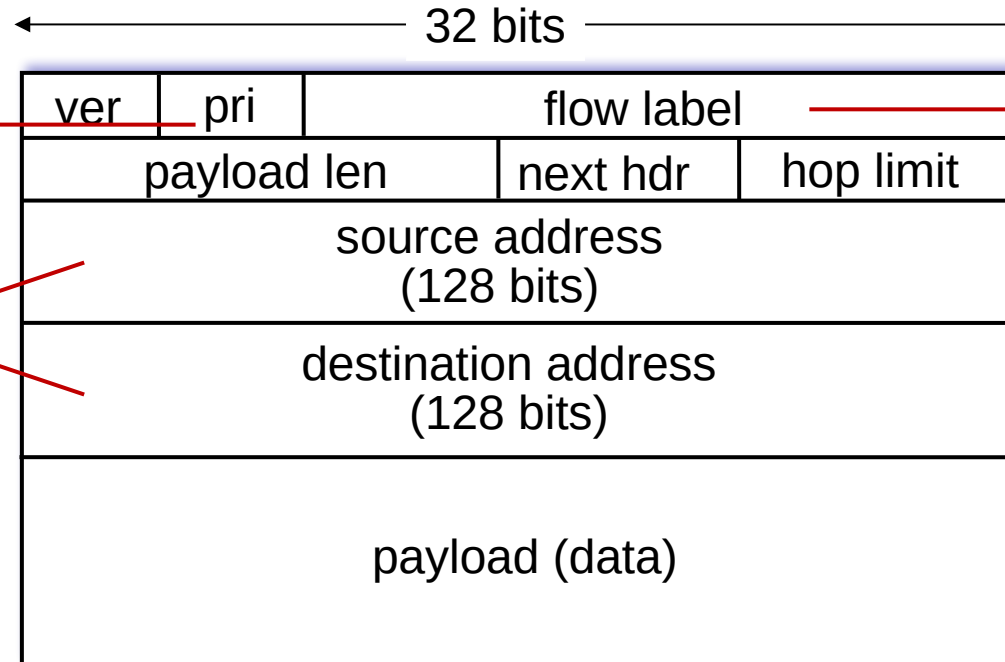 32 bits
ver pri flow label
payload len next hdr hop limit
source address
(128 bits)
destination address
(128 bits)
payload (data)